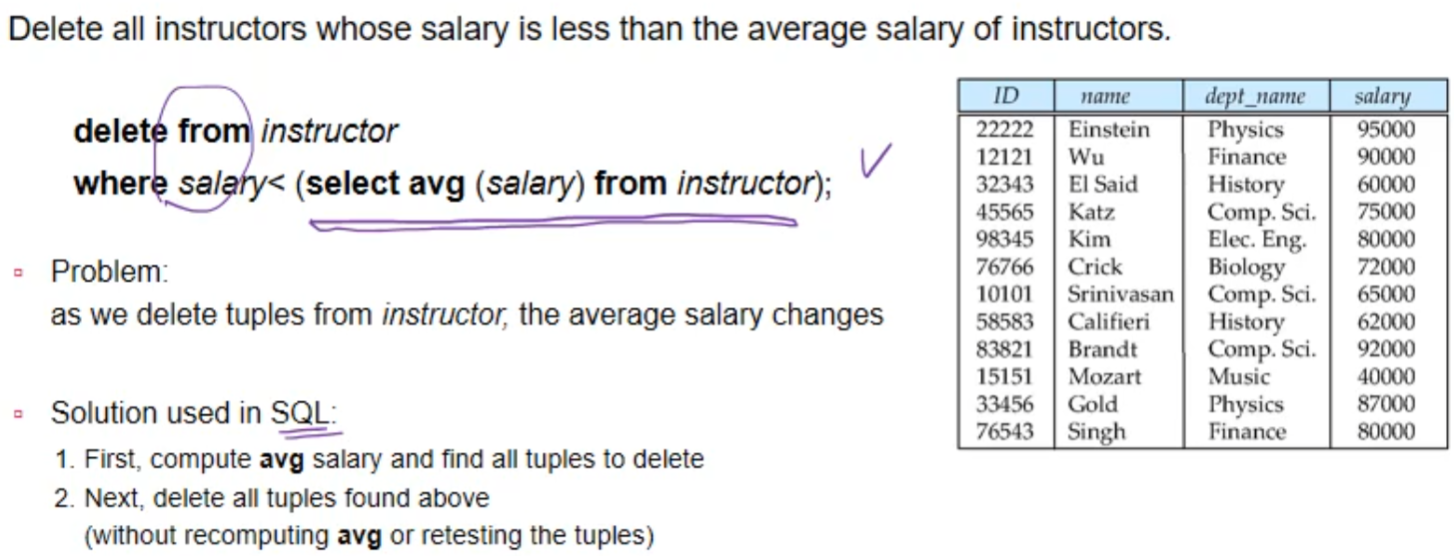 Delete all instructors whose salary is less than the average salary of instructors.
delete from instructor
where salary< (select avg (salary) from instructor);
Problem:
as we delete tuples from instructor, the average salary changes
Solution used in SQL:
1. First, compute avg salary and find all tuples to delete
2. Next, delete all tuples found above
(without recomputing avg or retesting the tuples)
ID name dept_name salary
22222 Einstein Physics 95000
12121 Wu Finance 90000
32343 El Said History 60000
45565 Katz Comp. Sci. 75000
98345 Kim Elec. Eng. 80000
76766 Crick Biology 72000
10101 Srinivasan Comp. Sci. 65000
58583 Califieri History 62000
83821 Brandt Comp. Sci. 92000
15151 Mozart Music 40000
33456 Gold Physics 87000
76543 Singh Finance 80000